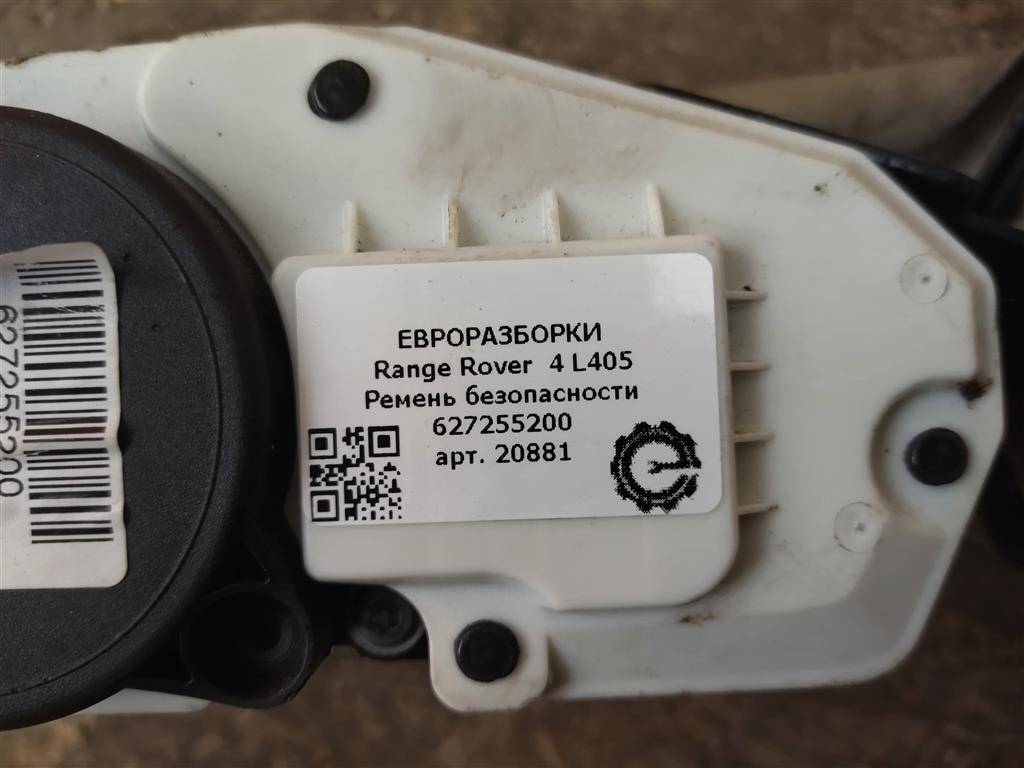 ЕВРОРАЗБОРКИ
Range Rover 4 L405
Ремень безопасности
627255200
арт. 20881
627255200